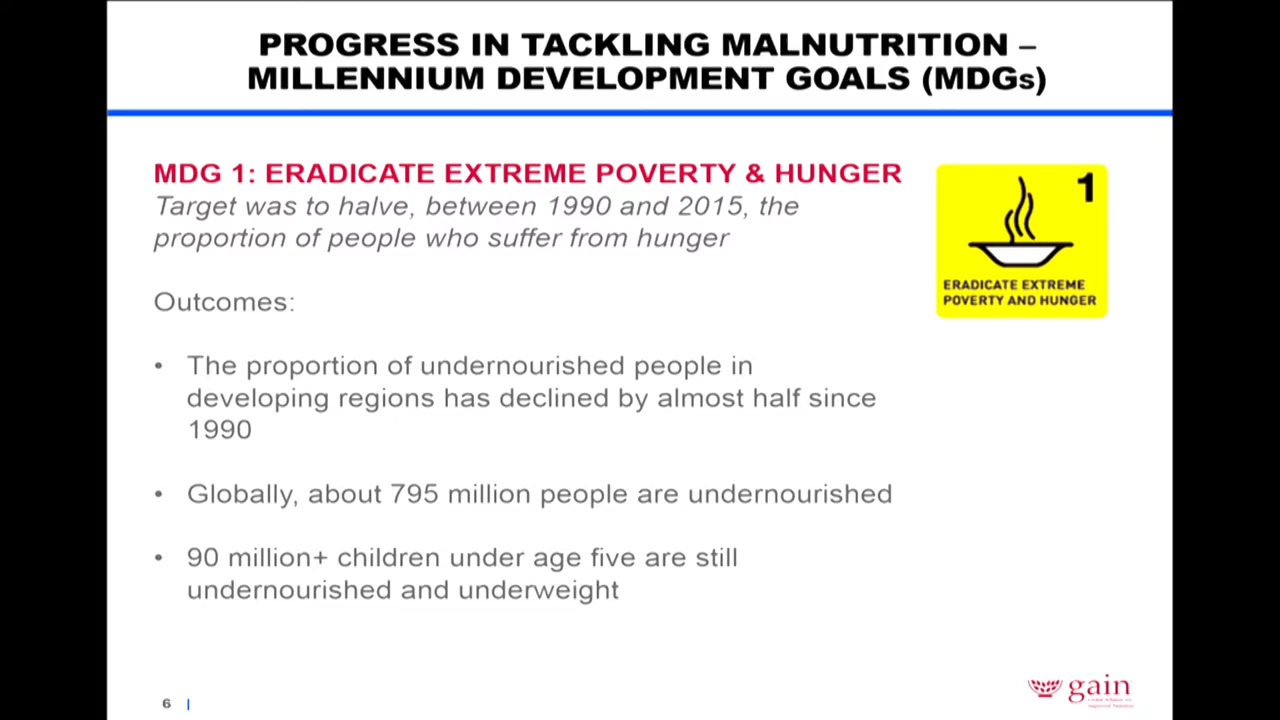 PROGRESS IN TACKLING MALNUTRITION –
MILLENNIUM DEVELOPMENT GOALS (MDGs)
MDG 1: ERADICATE EXTREME POVERTY & HUNGER
Target was to halve, between 1990 and 2015, the
proportion of people who suffer from hunger
1
ERADICATE EXTREME
POVERTY AND HUNGER
Outcomes:
• The proportion of undernourished people in
developing regions has declined by almost half since
1990
• Globally, about 795 million people are undernourished
• 90 million+ children under age five are still
undernourished and underweight
6 |
gain